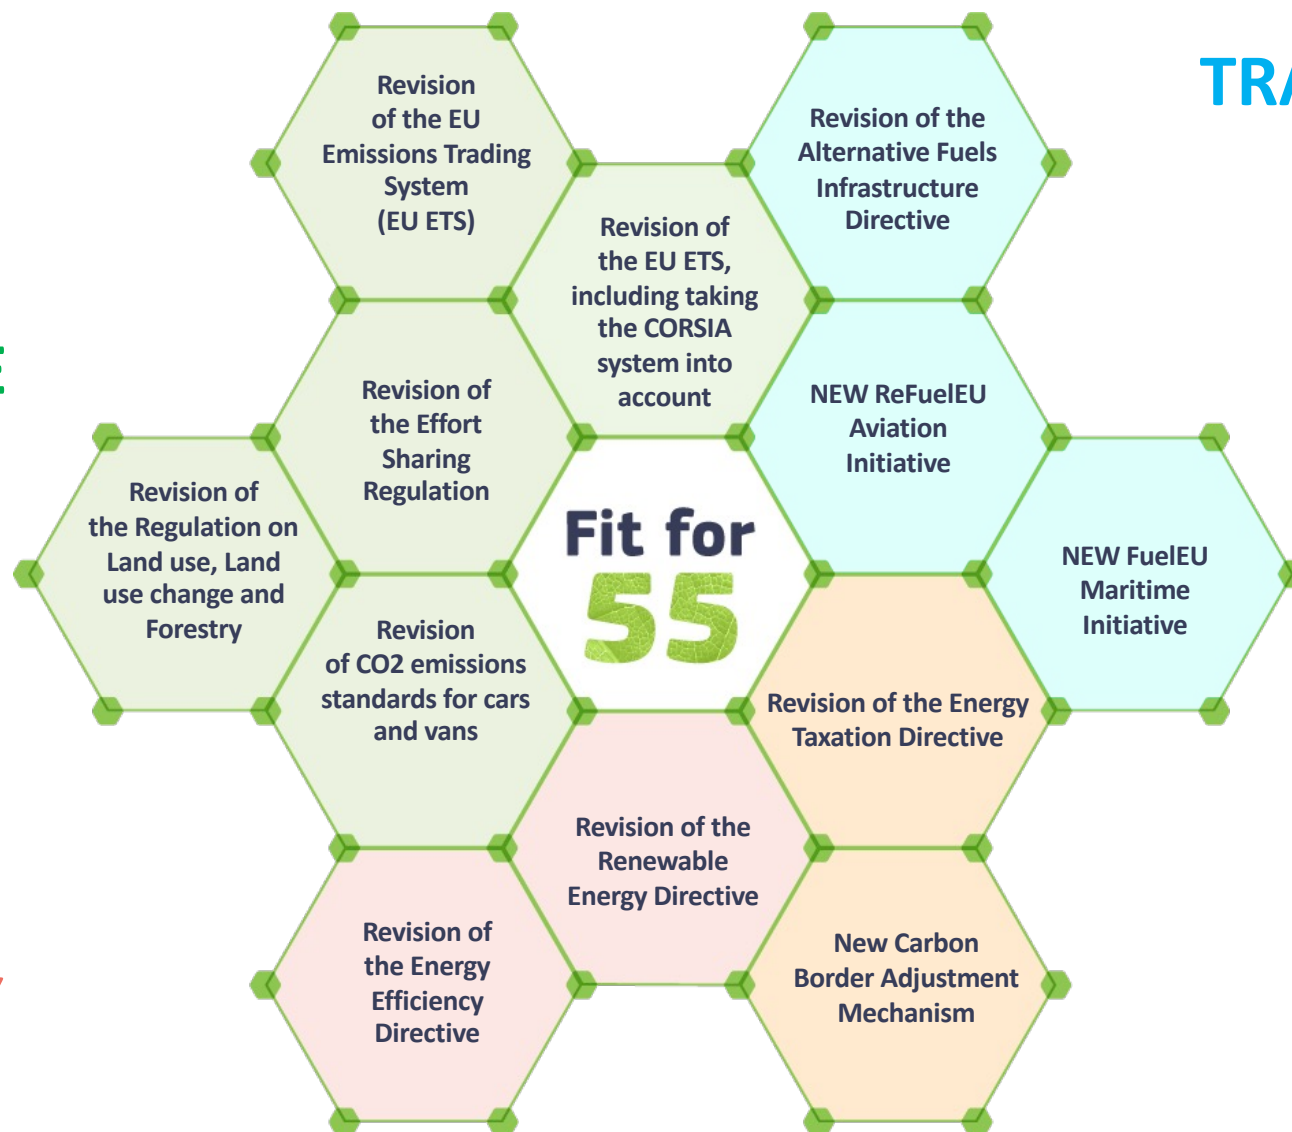 Revision
of the EU
Emissions Trading
System
(EU ETS)
TRA
Revision of the
Alternative Fuels
Infrastructure
Directive
Revision of
the EU ETS,
including taking
the CORSIA
system into
account
E
Revision of
the Effort
Sharing
Regulation
NEW ReFuelEU
Aviation
Initiative
Revision of
the Regulation on
Land use, Land
use change and
Forestry
Fit for
55
NEW FuelEU
Maritime
Initiative
Revision
of CO2 emissions
standards for cars
and vans
Revision of the Energy
Taxation Directive
Revision of the
Renewable
Energy Directive
Revision of
the Energy
Efficiency
Directive
New Carbon
Border Adjustment
Mechanism